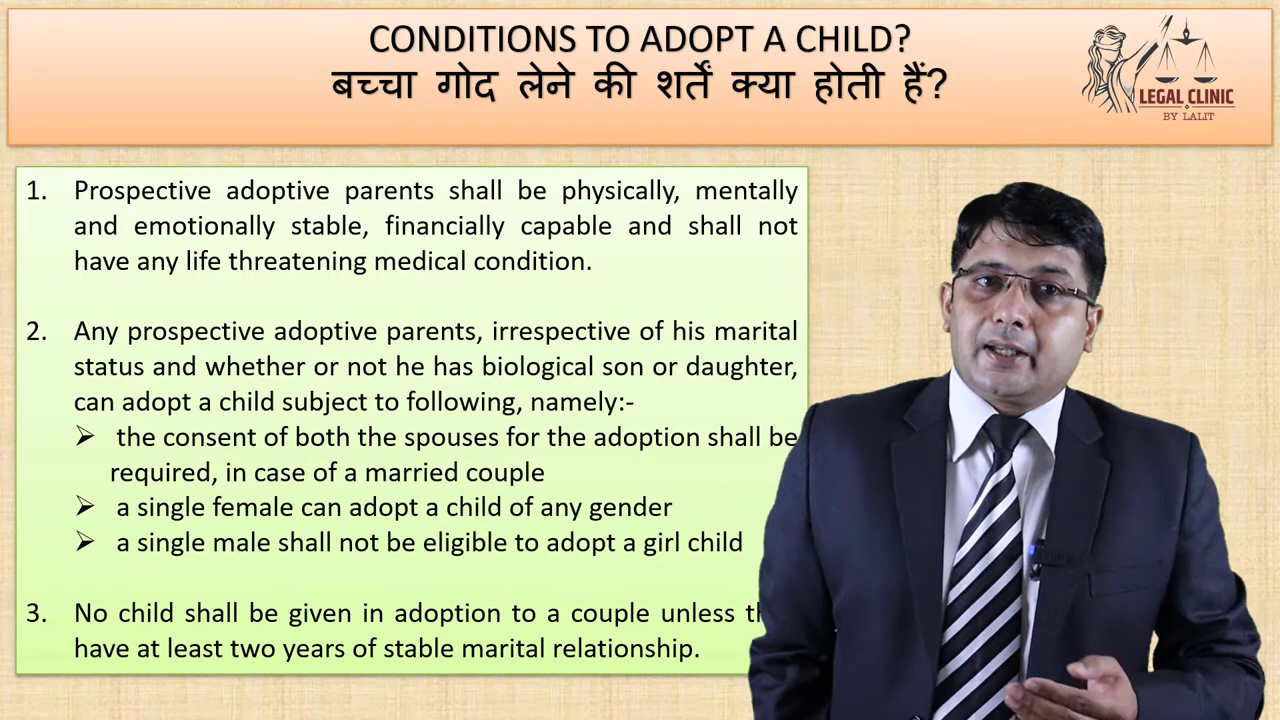 CONDITIONS TO ADOPT A CHILD?
बच्चा गोद लेने की शर्तें क्या होती हैं?
LEGAL CLINIC
BY LALIT
1. Prospective adoptive parents shall be physically, mentally
and emotionally stable, financially capable and shall not
have any life threatening medical condition.
2. Any prospective adoptive parents, irrespective of his marital
status and whether or not he has biological son or daughter,
can adopt a child subject to following, namely:-
➢ the consent of both the spouses for the adoption shall be
required, in case of a married couple
➢ a single female can adopt a child of any gender
➢ a single male shall not be eligible to adopt a girl child
3. No child shall be given in adoption to a couple unless
have at least two years of stable marital relationship.